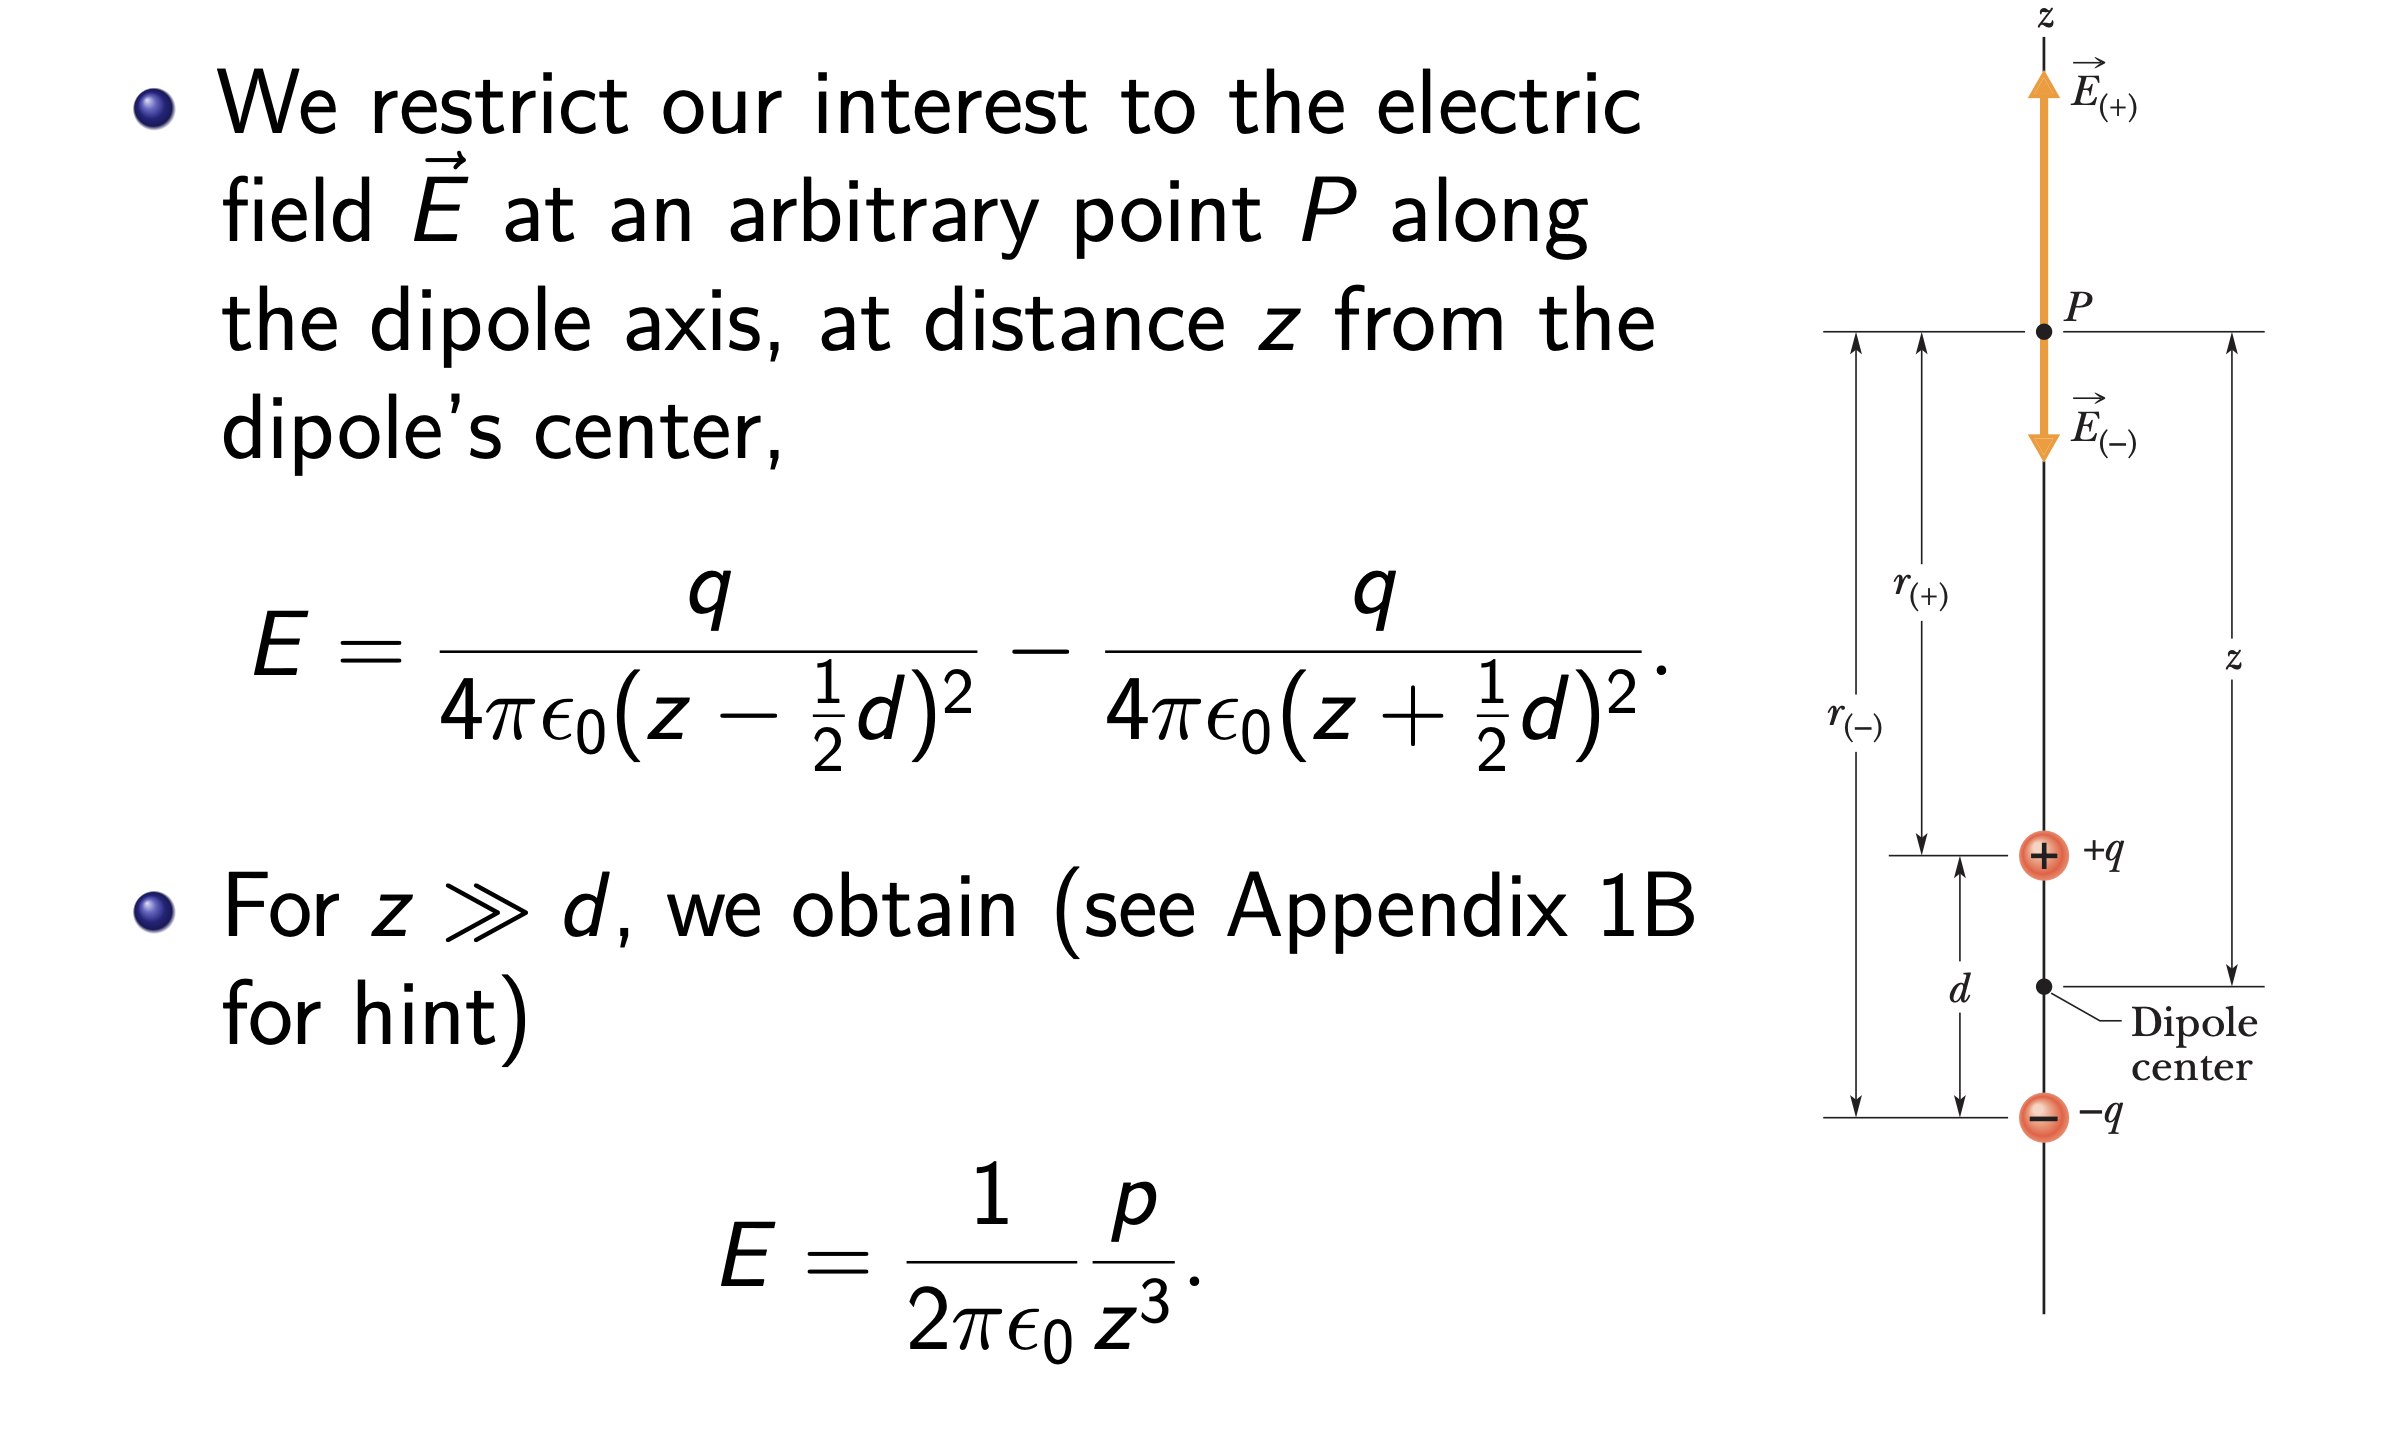 We restrict our interest to the electric
field $\vec{E}$ at an arbitrary point $P$ along
the dipole axis, at distance $z$ from the
dipole's center,
$E = \frac{q}{4\pi\epsilon_0(z - \frac{1}{2}d)^2} - \frac{q}{4\pi\epsilon_0(z + \frac{1}{2}d)^2}.$
For $z \gg d$, we obtain (see Appendix 1B
for hint)
$E = \frac{1}{2\pi\epsilon_0} \frac{p}{z^3}.$
z
$\vec{E}_{(+)}$
P
$\vec{E}_{(-)}$
$r_{(+)}$
z
$r_{(-)}$
+q
d
Dipole
center
−q